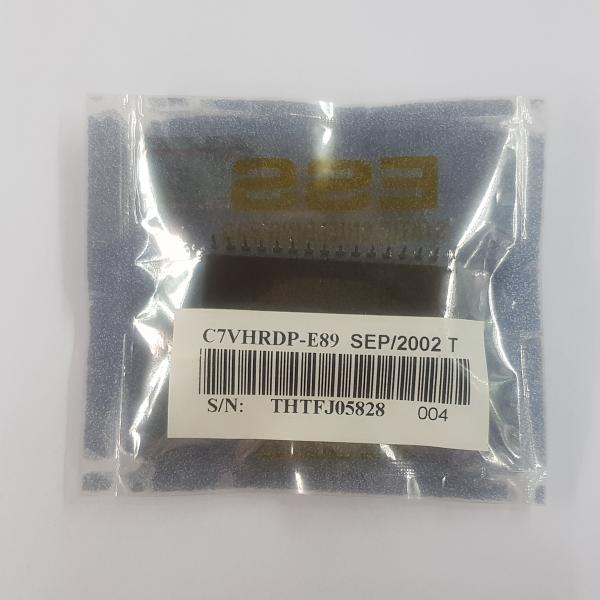 C7VHRDP-E89 SEP/2002 T
S/N: THTFJ05828 004